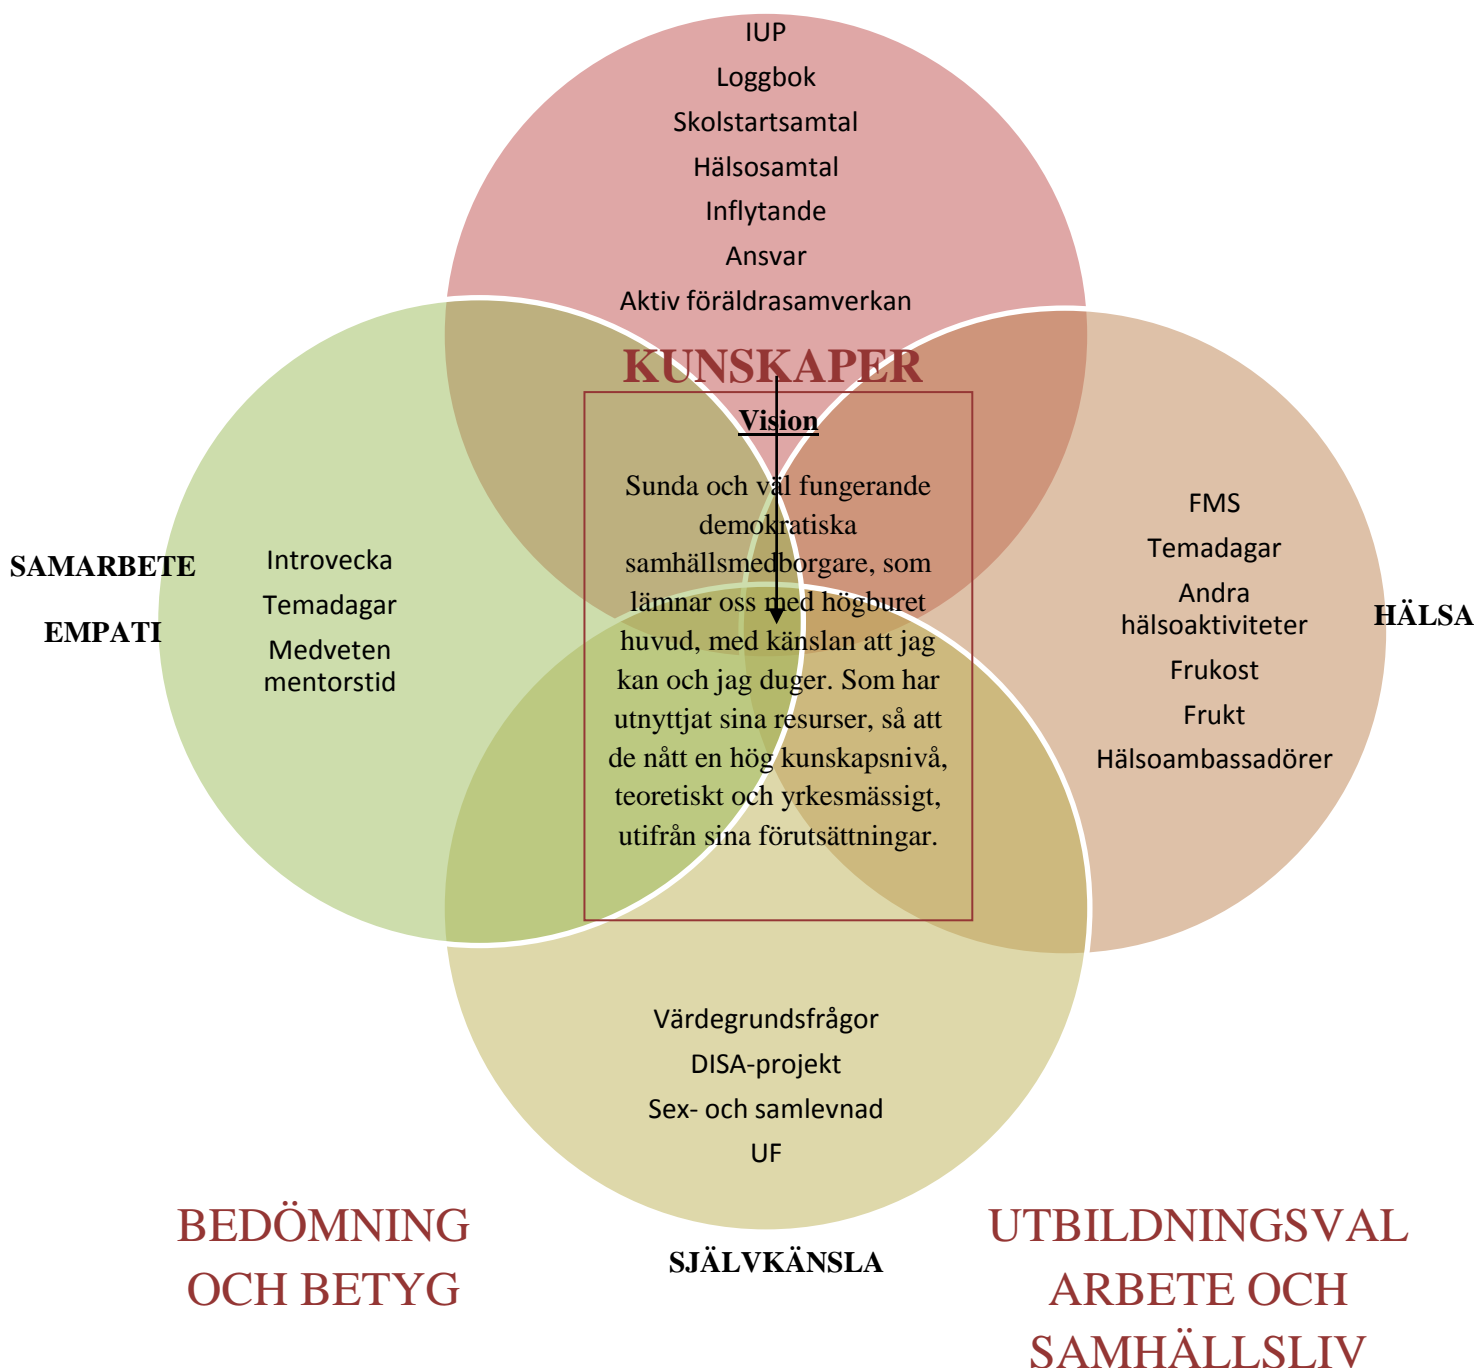 IUP
Loggbok
Skolstartsamtal
Hälsosamtal
Inflytande
Ansvar
Aktiv föräldrasamverkan
KUNSKAPER
Vision
Sunda och väl fungerande
demokratiska
samhällsmedborgare, som
lämnar oss med högburet
huvud, med känslan att jag
kan och jag duger. Som har
utnyttjat sina resurser, så att
de nått en hög kunskapsnivå,
teoretiskt och yrkesmässigt,
utifrån sina förutsättningar.
SAMARBETE
EMPATI
Introvecka
Temadagar
Medveten
mentorstid
FMS
Temadagar
Andra
hälsoaktiviteter
Frukost
Frukt
Hälsoambassadörer
HÄLSA
Värdegrundsfrågor
DISA-projekt
Sex- och samlevnad
UF
SJÄLVKÄNSLA
BEDÖMNING
OCH BETYG
UTBILDNINGSVAL
ARBETE OCH
SAMHÄLLSLIV